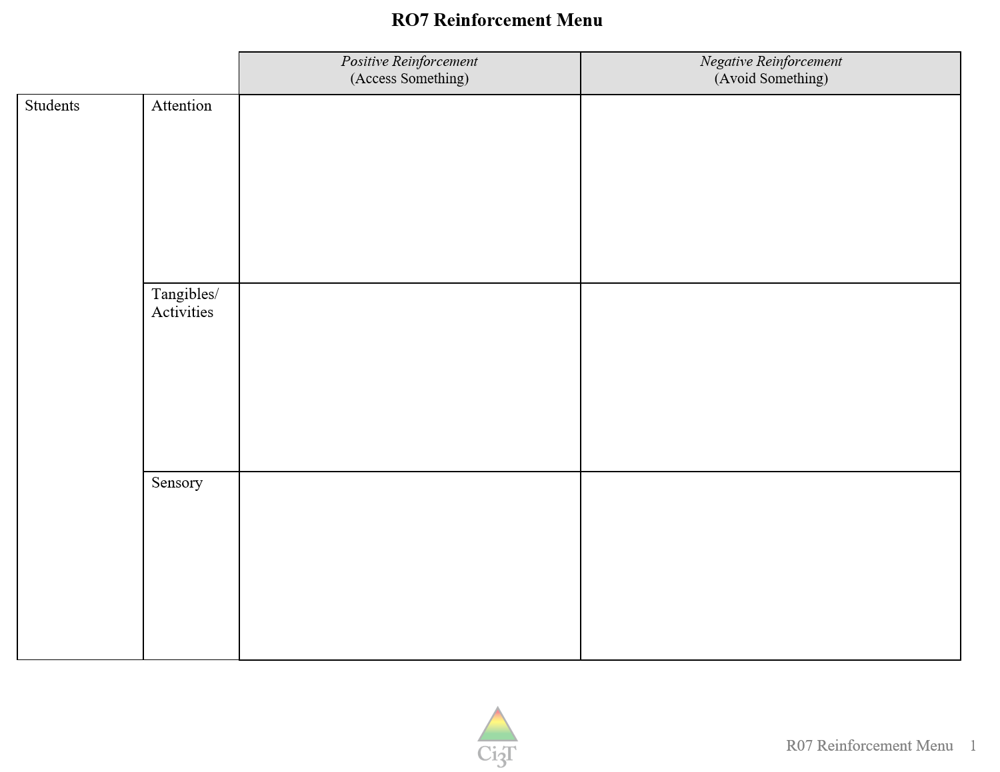 RO7 Reinforcement Menu
Positive Reinforcement
(Access Something)
Negative Reinforcement
(Avoid Something)
Students
Attention
Tangibles/
Activities
Sensory
Ci3T
R07 Reinforcement Menu 1